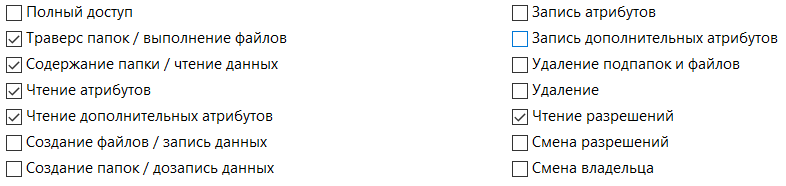 Полный доступ
Траверс папок / выполнение файлов
Содержание папки / чтение данных
Чтение атрибутов
Чтение дополнительных атрибутов
Создание файлов / запись данных
Создание папок / дозапись данных
Запись атрибутов
Запись дополнительных атрибутов
Удаление подпапок и файлов
Удаление
Чтение разрешений
Смена разрешений
Смена владельца